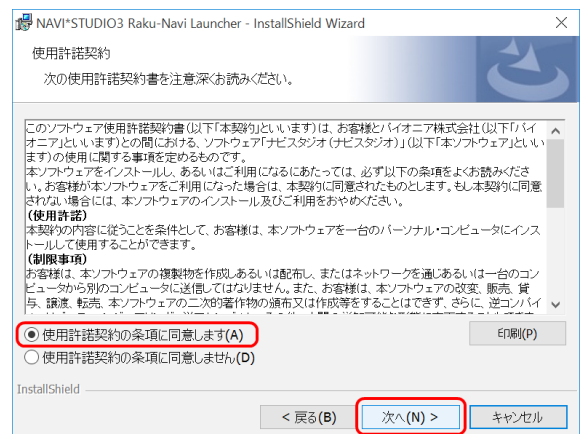 NAVI*STUDIO3 Raku-Navi Launcher - InstallShield Wizard
使用許諾契約
次の使用許諾契約書を注意深くお読みください。
このソフトウェア使用許諾契約書(以下「本契約」といいます)は、お客様とパイオニア株式会社(以下「パイ
オニア」といいます)との間における、ソフトウェア「ナビスタジオ(ナビスタジオ)」(以下「本ソフトウェア」といい
ます)の使用に関する事項を定めるものです。
本ソフトウェアをインストールし、あるいはご利用になるにあたっては、必ず以下の条項をよくお読みくださ
い。お客様が本ソフトウェアをご利用になった場合は、本契約に同意されたものとします。もし本契約に同意
されない場合には、本ソフトウェアのインストール及びご利用をおやめください。
(使用許諾)
本契約の内容に従うことを条件として、お客様は、本ソフトウェアを一台のパーソナル・コンピュータにインス
トールして使用することができます。
(制限事項)
お客様は、本ソフトウェアの複製物を作成しあるいは配布し、またはネットワークを通じあるいは一台のコン
ピュータから別のコンピュータに送信してはなりません。また、お客様は、本ソフトウェアの改変、販売、貸
与、譲渡、転売、本ソフトウェアの二次的著作物の頒布又は作成等をすることはできず、さらに、逆コンパイ
使用許諾契約の条項に同意します(A)
印刷(P)
使用許諾契約の条項に同意しません(D)
InstallShield
< 戻る(B)
次へ(N) >
キャンセル